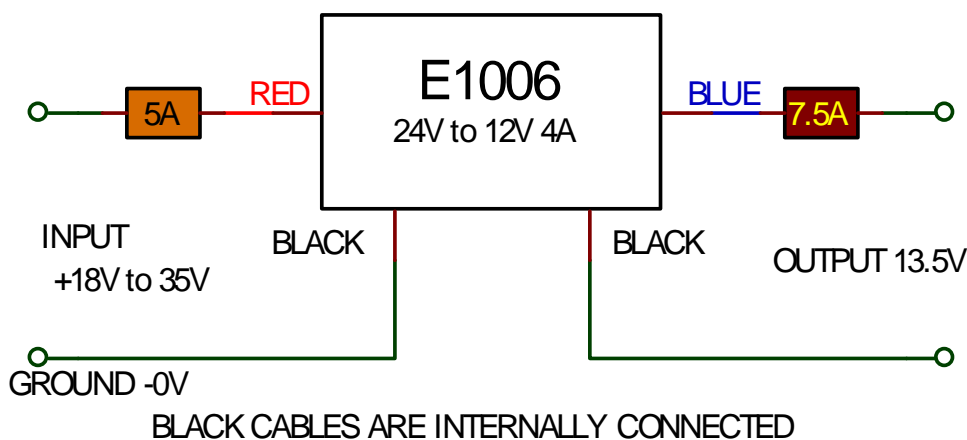 E1006
24V to 12V 4A
RED
BLUE
5A
7.5A
INPUT
+18V to 35V
BLACK
BLACK
OUTPUT 13.5V
GROUND -0V
BLACK CABLES ARE INTERNALLY CONNECTED